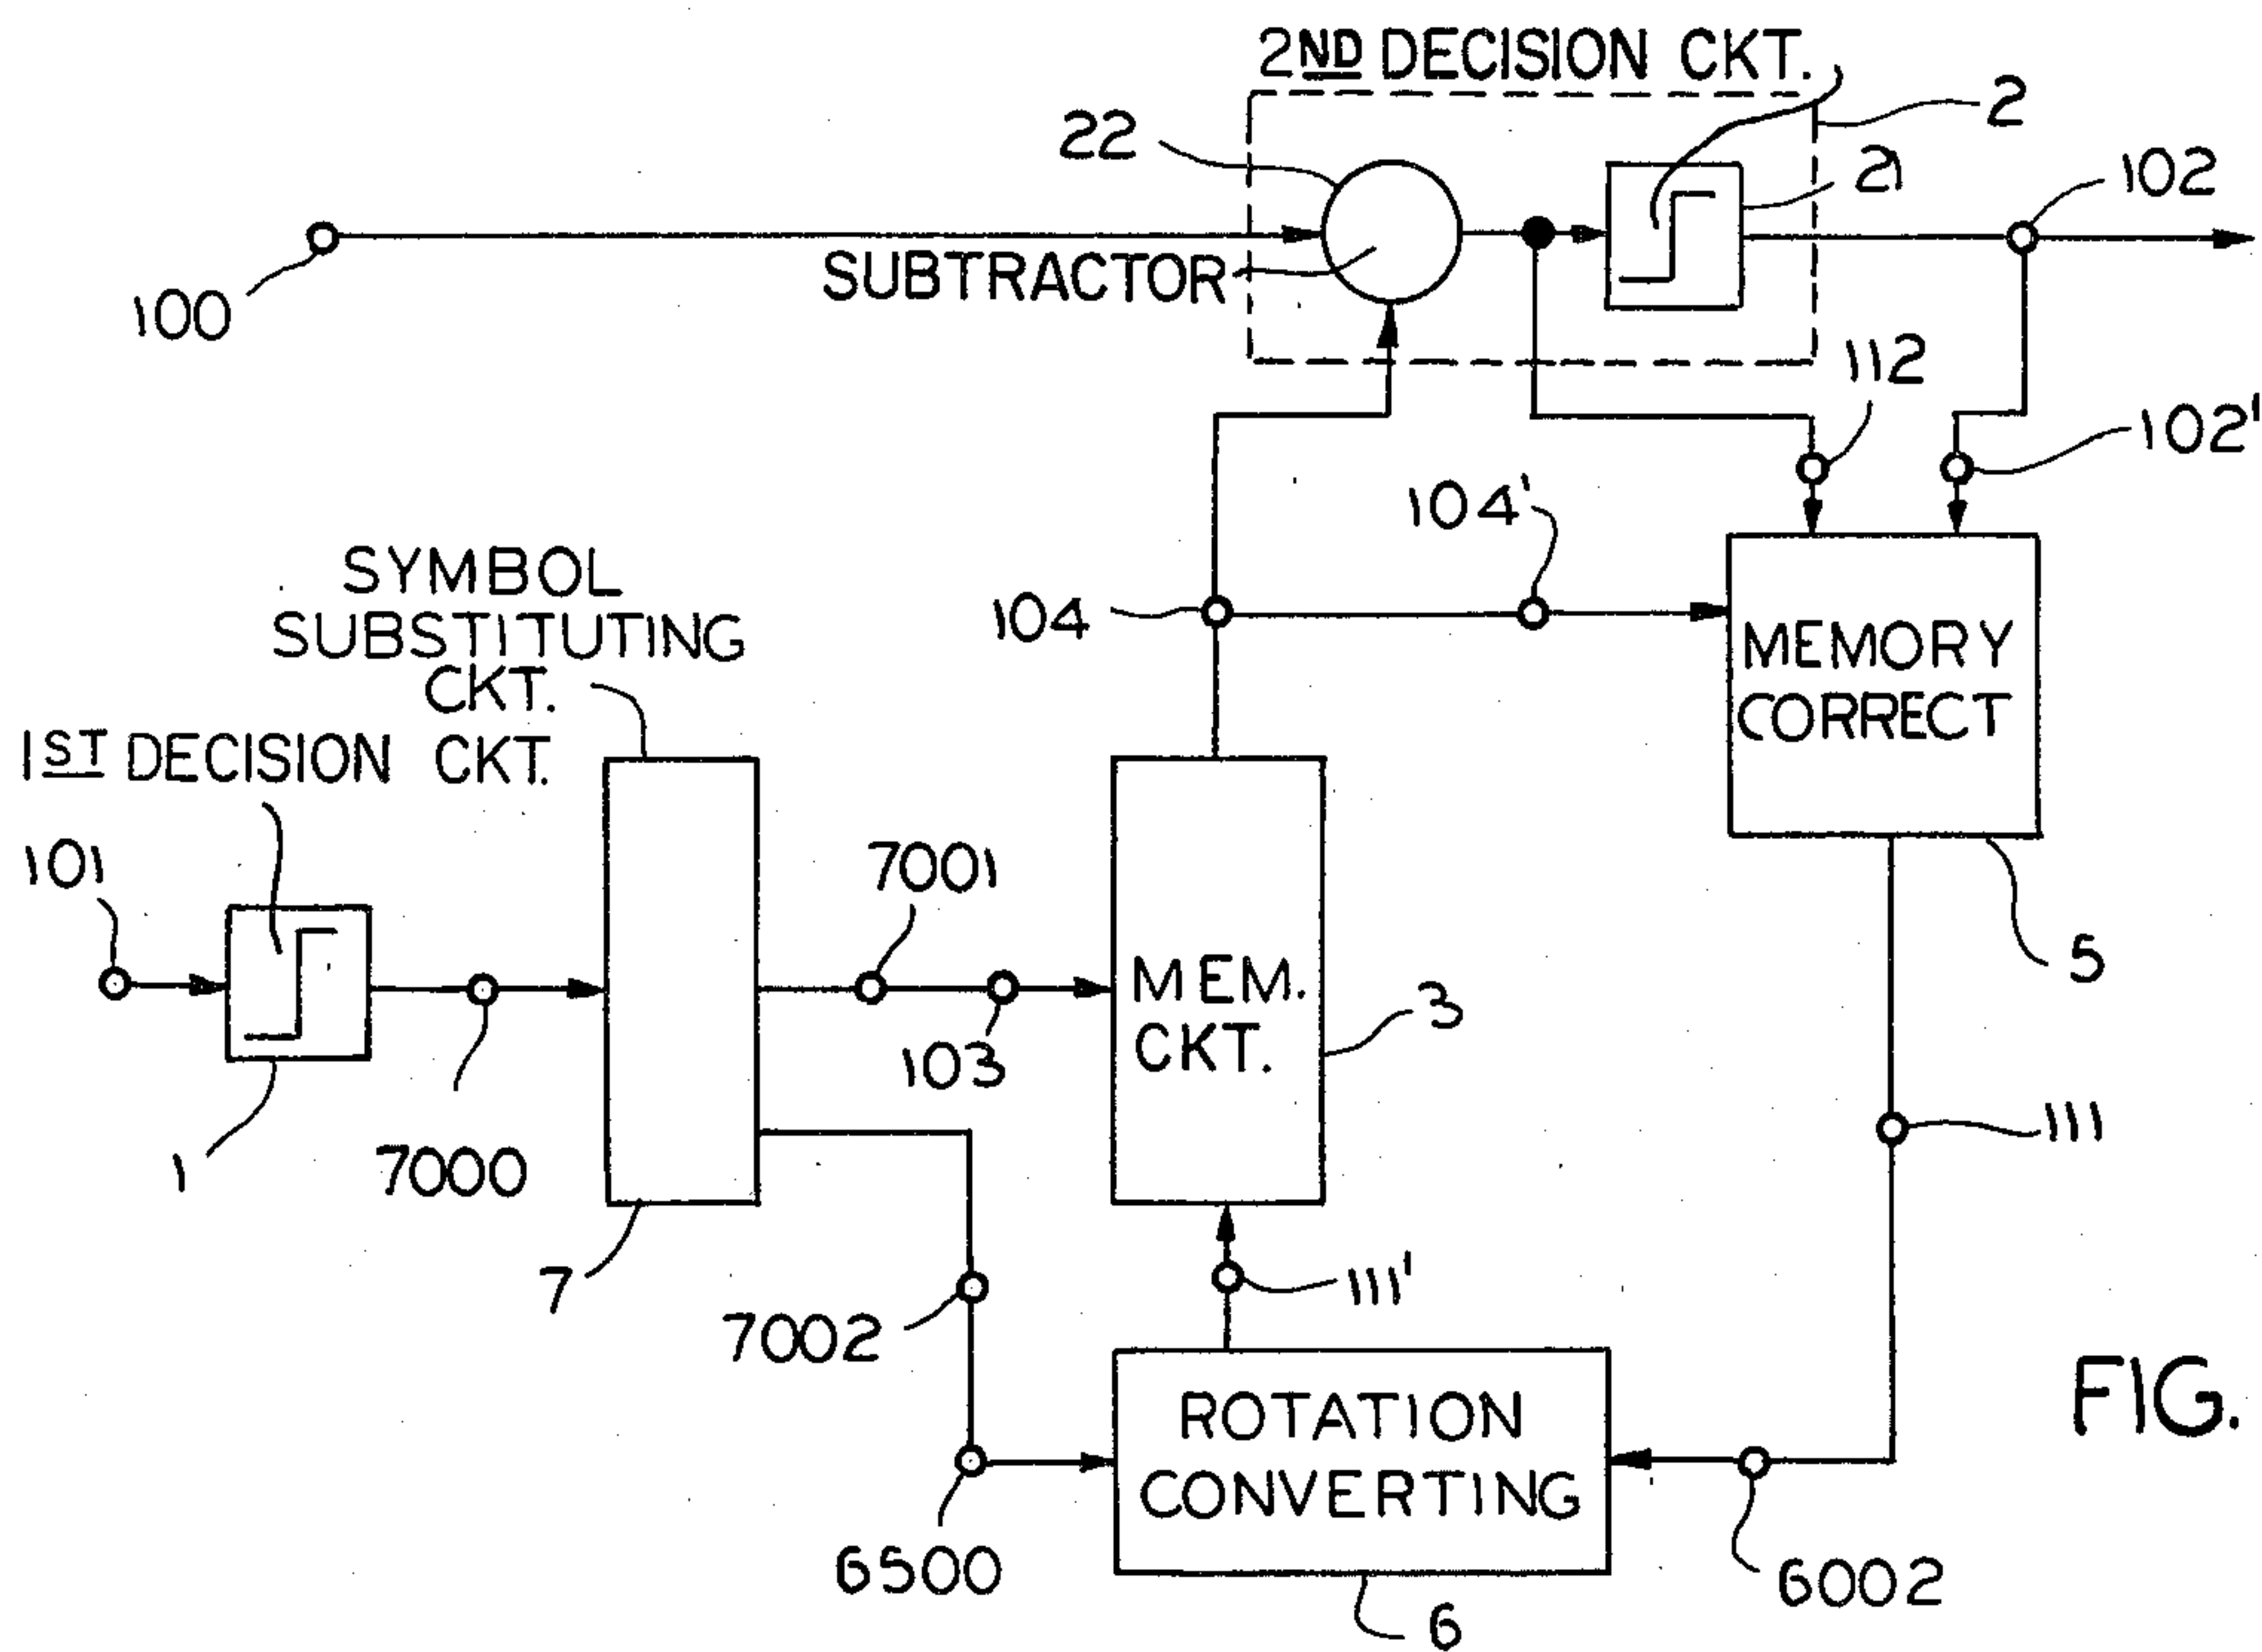 2ND DECISION CKT.
2
22
21
102
SUBTRACTOR
100
112
102'
104'
104
SYMBOL
SUBSTITUTING
CKT.
MEMORY
CORRECT
1ST DECISION CKT.
101
7001
5
MEM.
CKT.
3
103
111
1
7000
7
7002
111'
ROTATION
CONVERTING
FIG.
6500
6002
6